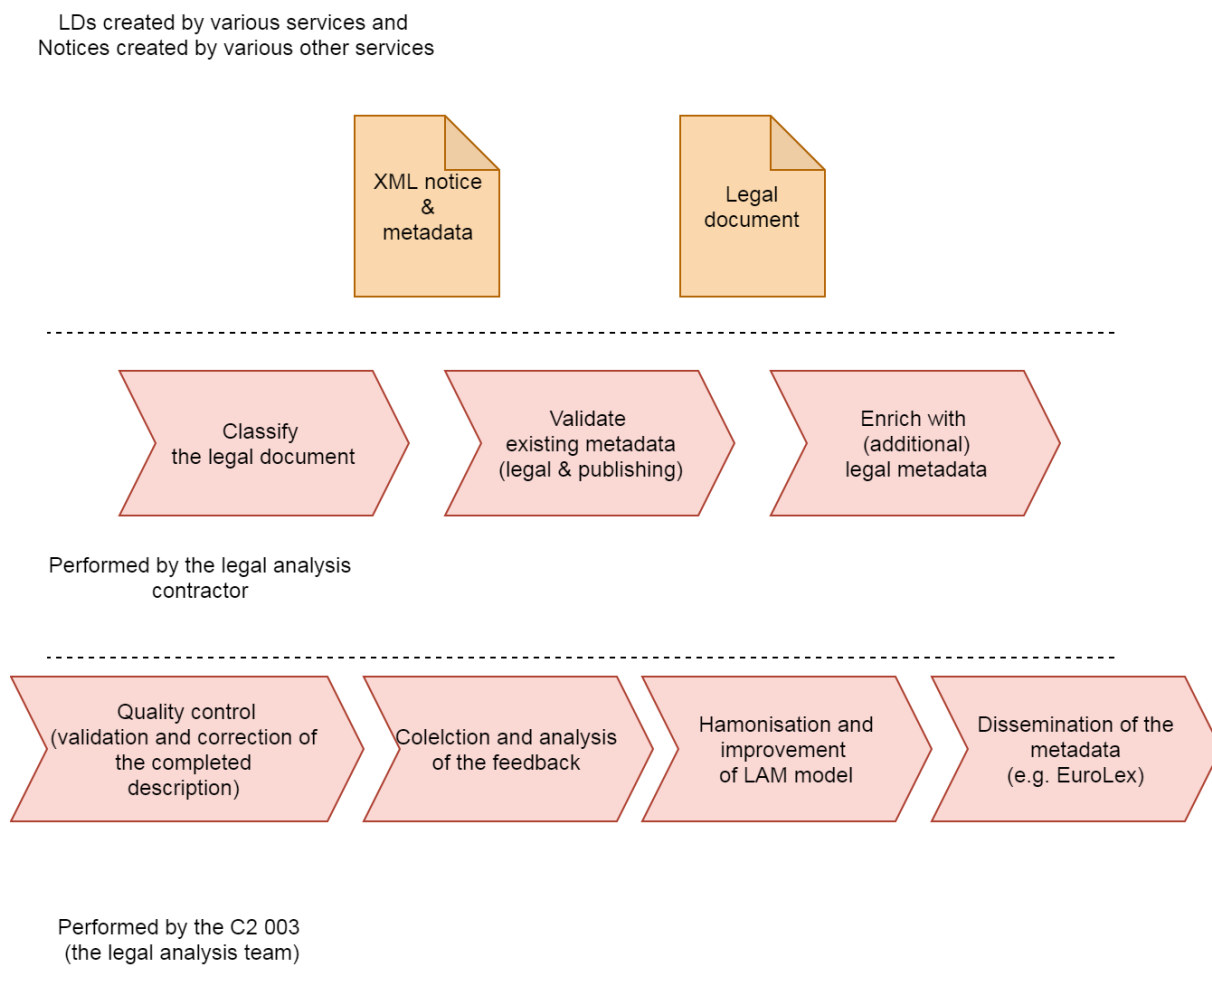 LDs created by various services and
Notices created by various other services
XML notice
&
metadata
Legal
document
Classify
the legal document
Validate
existing metadata
(legal & publishing)
Enrich with
(additional)
legal metadata
Performed by the legal analysis
contractor
Quality control
(validation and correction of
the completed
description)
Colelction and analysis
of the feedback
Hamonisation and
improvement
of LAM model
Dissemination of the
metadata
(e.g. EuroLex)
Performed by the C2 003
(the legal analysis team)